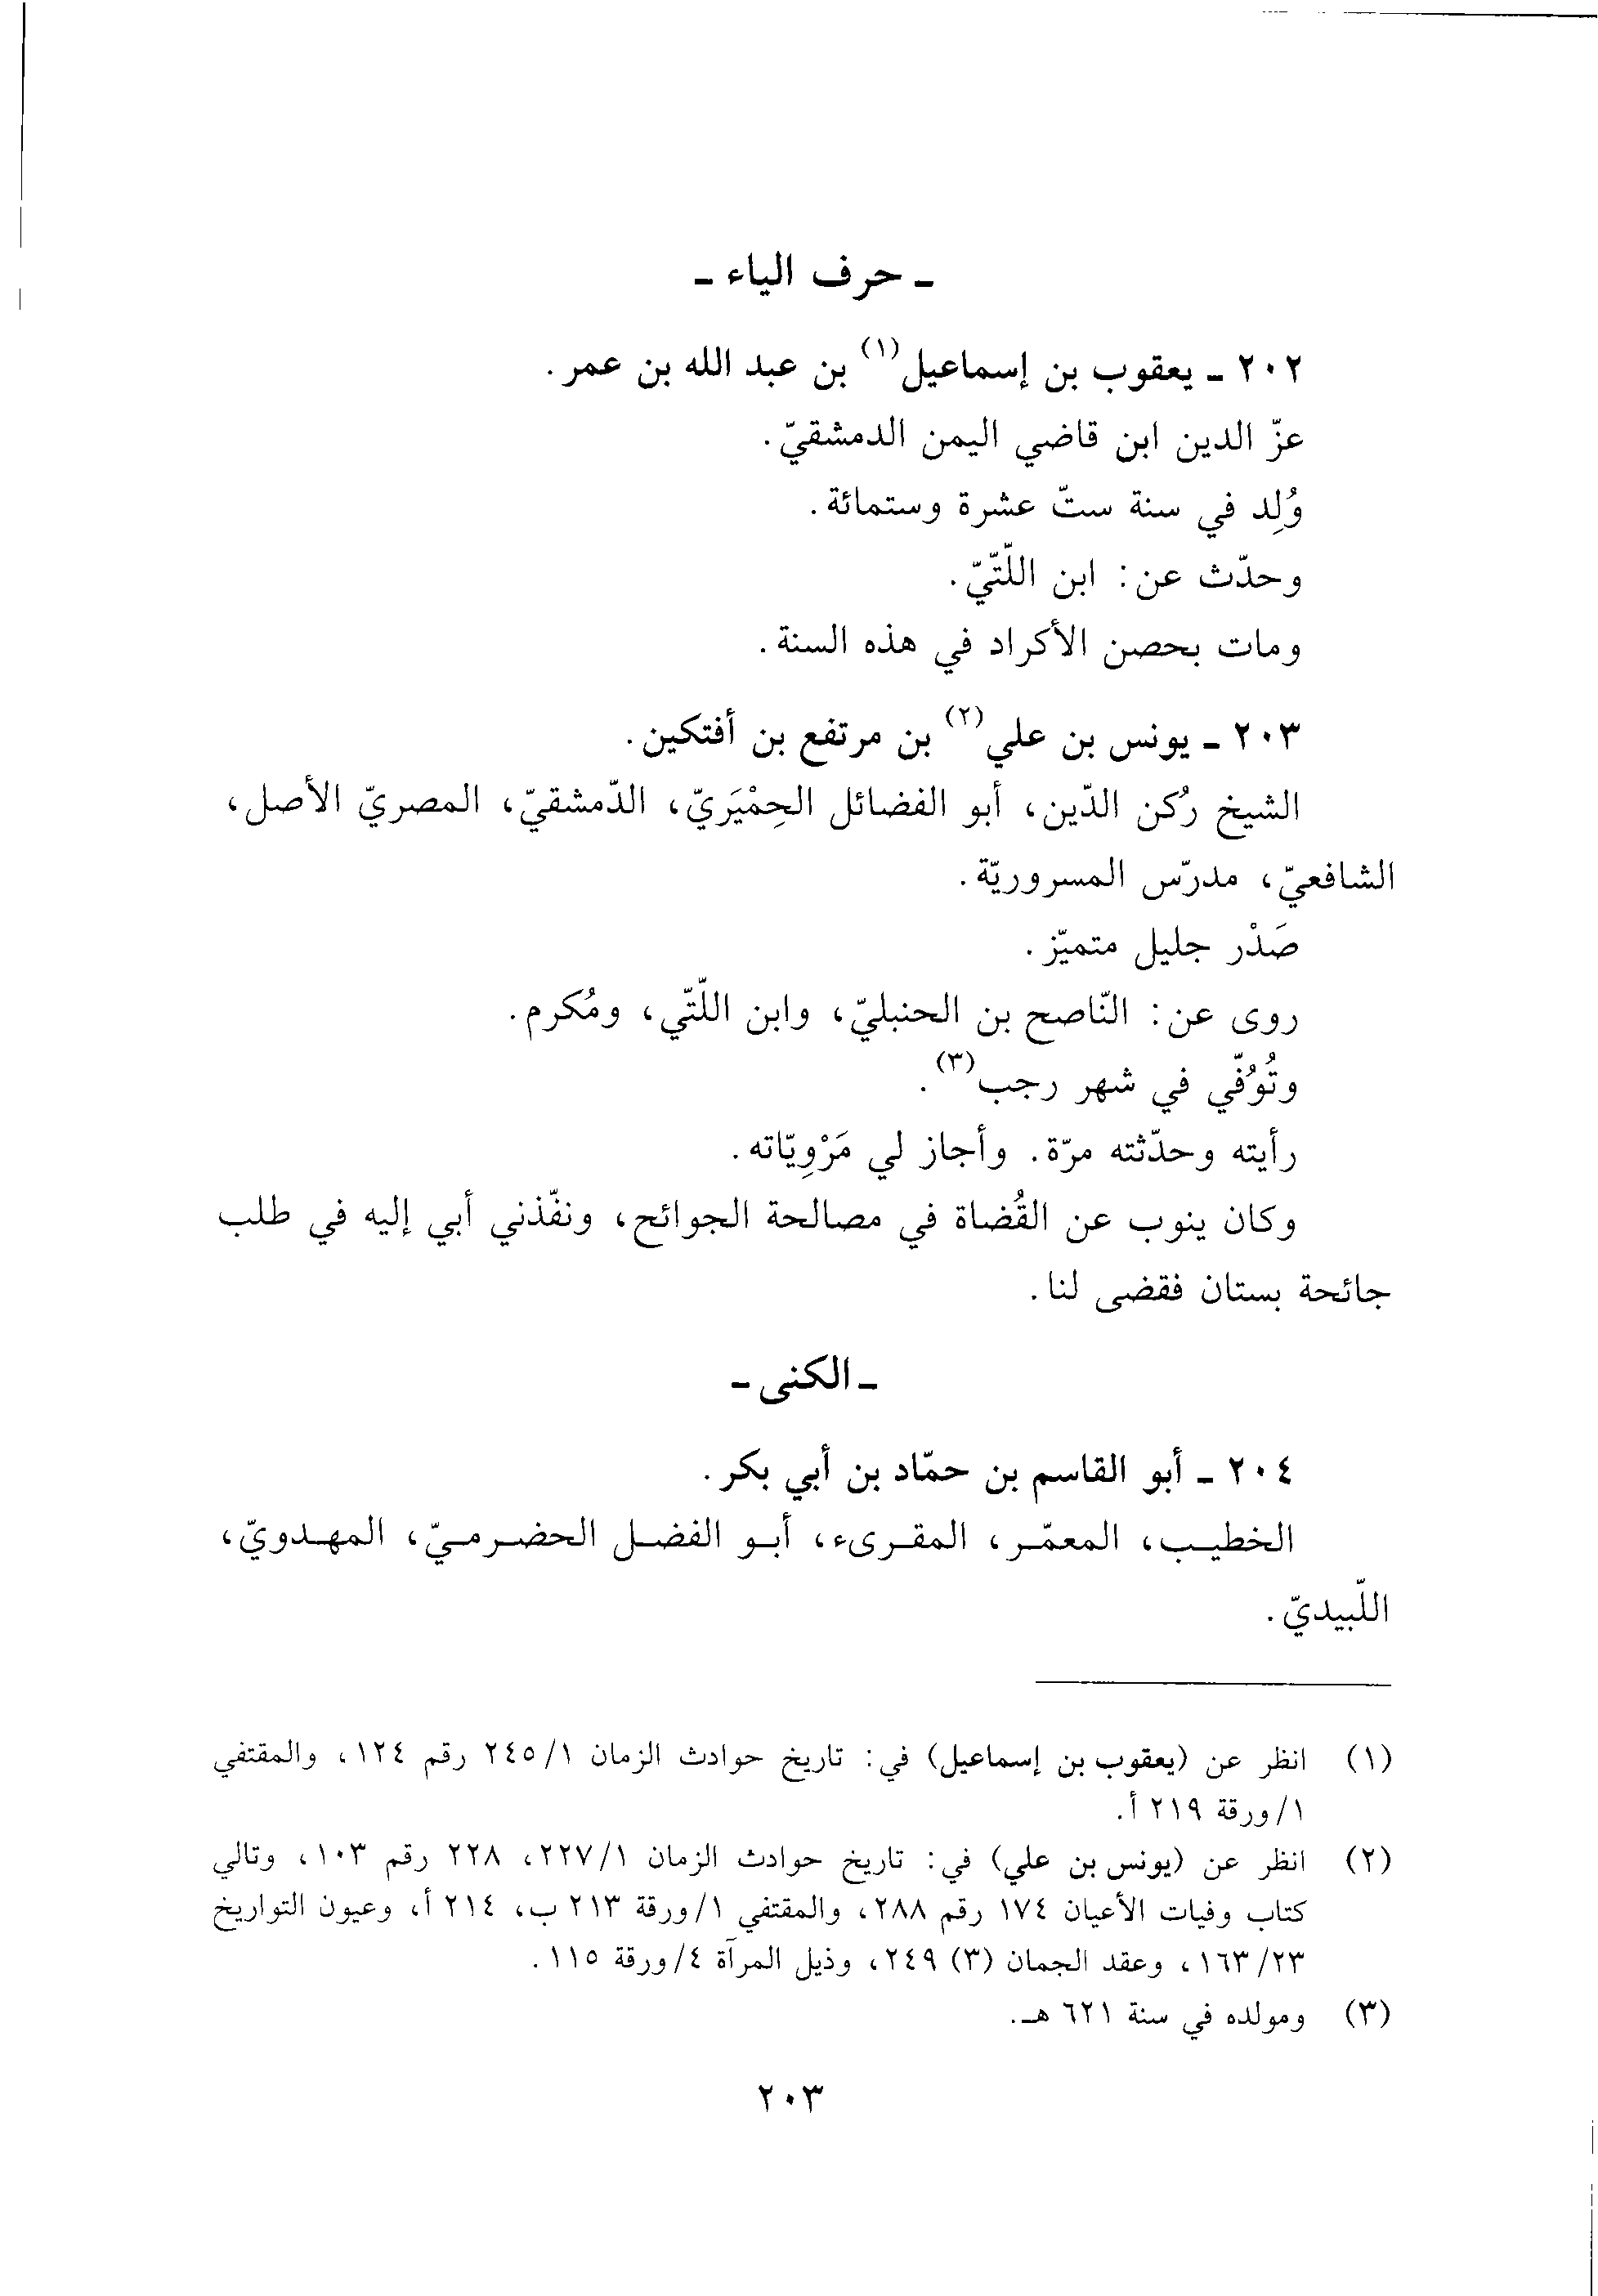 ـ حرف الياء ـ
٢٠٢ ـ يعقوب بن إسماعيل(١) بن عبد الله بن عمر.
عزّ الدين ابن قاضي اليمن الدمشقيّ.
وُلِد في سنة ستّ عشرة وستمائة.
وحدّث عن: ابن اللّتّيّ.
ومات بحصن الأكراد في هذه السنة.
٢٠٣ ـ يونس بن علي(٢) بن مرتفع بن أفتكين.
الشيخ رُكن الدّين، أبو الفضائل الحِمْيَريّ، الدّمشقيّ، المصريّ الأصل،
الشافعيّ، مدرّس المسروريّة.
صَدْر جليل متميّز.
روى عن: النّاصح بن الحنبليّ، وابن اللّتّي، ومُكرم.
وتُوُفّي في شهر رجب(٣).
رأيته وحدّثته مرّة. وأجاز لي مَرْوِيّاته.
وكان ينوب عن القُضاة في مصالحة الجوائح، ونفّذني أبي إليه في طلب
جائحة بستان فقضى لنا.
ـ الكنى ـ
٢٠٤ ـ أبو القاسم بن حمّاد بن أبي بكر.
الخطيـب، المعمّـر، المقـرىء، أبـو الفضـل الحضـرمـيّ، المهـدويّ،
اللّبيديّ.
(١) انظر عن (يعقوب بن إسماعيل) في: تاريخ حوادث الزمان ٢٤٥/١ رقم ١٢٤، والمقتفي
١/ورقة ٢١٩ أ.
(٢) انظر عن (يونس بن علي) في: تاريخ حوادث الزمان ٢٢٧/١، ٢٢٨ رقم ١٠٣، وتالي
كتاب وفيات الأعيان ١٧٤ رقم ٢٨٨، والمقتفي ١/ورقة ٢١٣ ب، ٢١٤ أ، وعيون التواريخ
١٦٣/٢٣، وعقد الجمان (٣) ٢٤٩، وذيل المرآة ٤/ورقة ١١٥.
(٣) ومولده في سنة ٦٢١ هـ.
٢٠٣